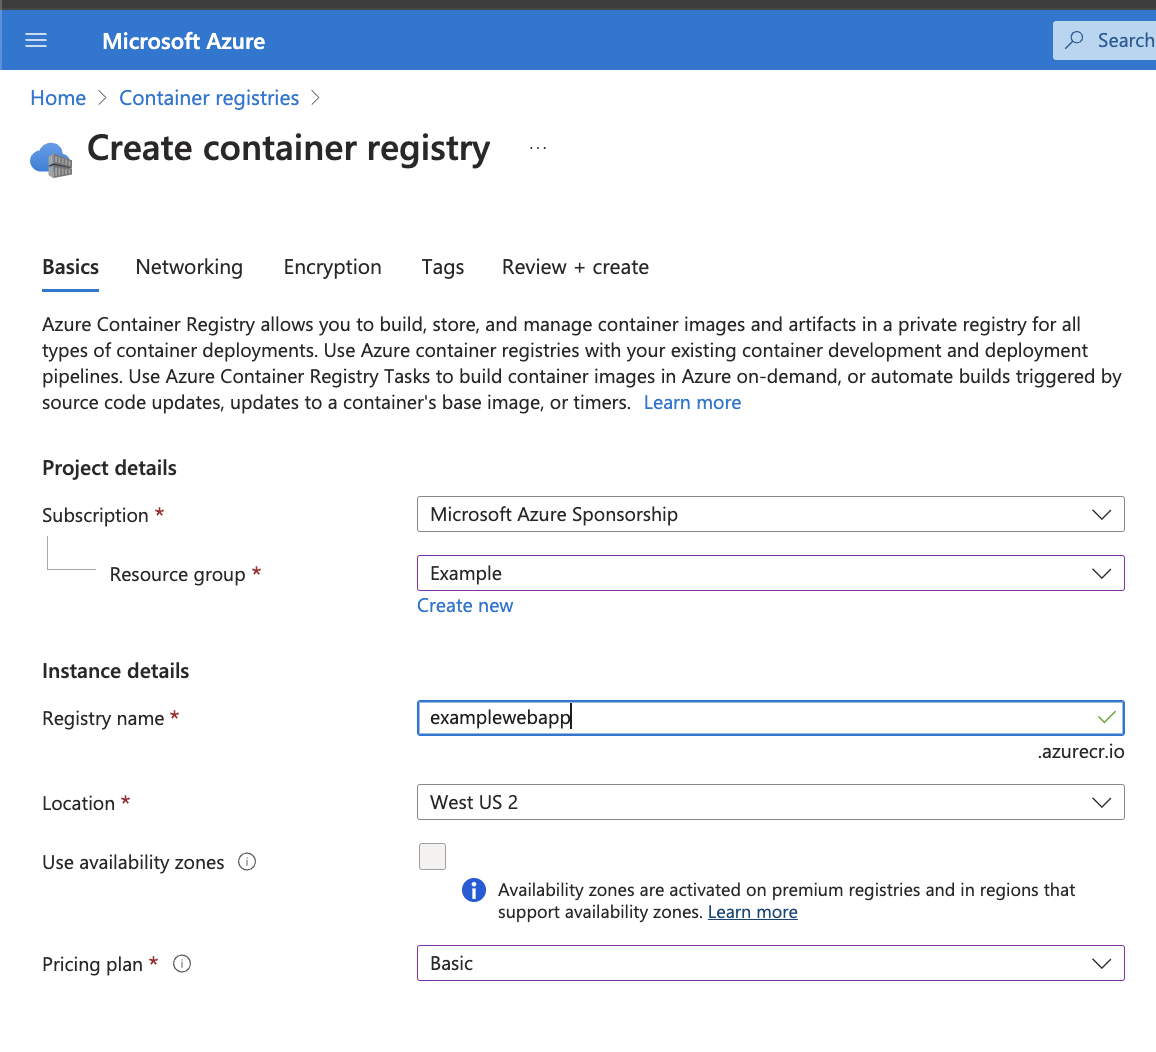 Microsoft Azure
Search
Home > Container registries >
Create container registry ...
Basics Networking Encryption Tags Review + create
Azure Container Registry allows you to build, store, and manage container images and artifacts in a private registry for all
types of container deployments. Use Azure container registries with your existing container development and deployment
pipelines. Use Azure Container Registry Tasks to build container images in Azure on-demand, or automate builds triggered by
source code updates, updates to a container's base image, or timers. Learn more
Project details
Subscription *
Microsoft Azure Sponsorship
Resource group *
Example
Create new
Instance details
Registry name *
examplewebapp
.azurecr.io
Location *
West US 2
Use availability zones
Availability zones are activated on premium registries and in regions that
support availability zones. Learn more
Pricing plan *
Basic